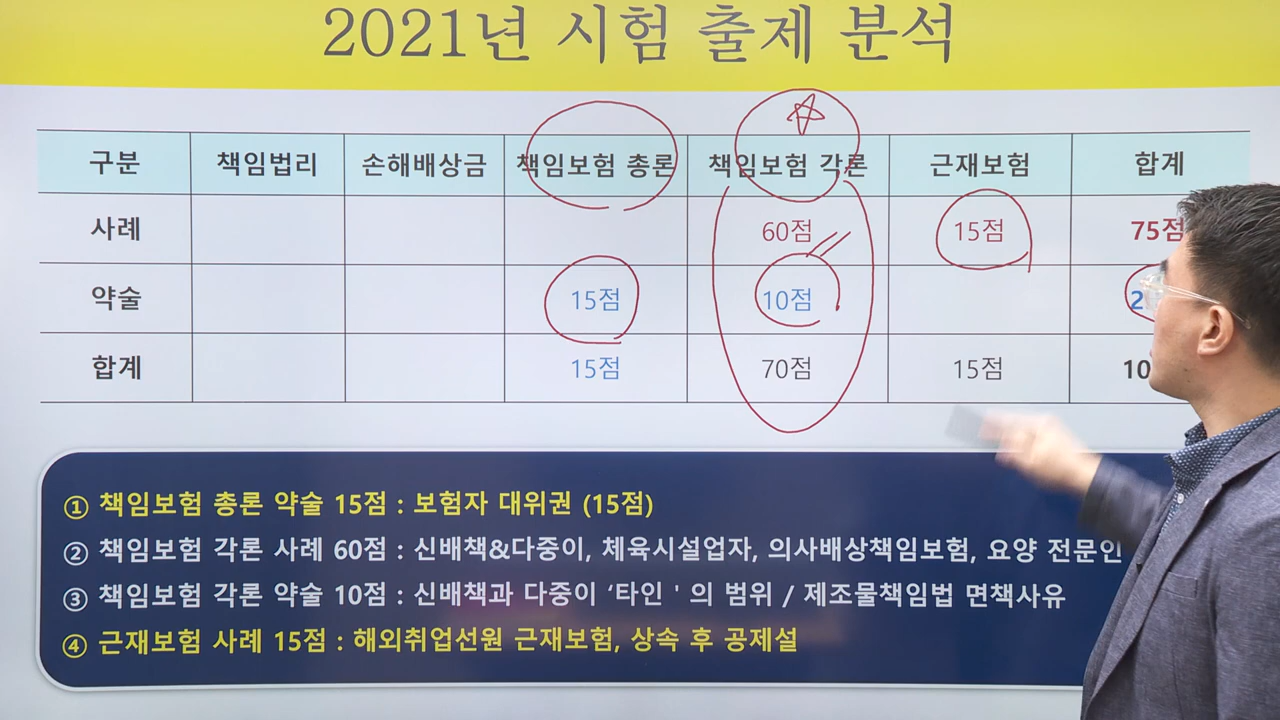 2021년 시험 출제 분석
구분 책임법리 손해배상금 책임보험 총론 책임보험 각론 근재보험 합계
사례 60점 15점 75점
약술 15점 10점
합계 15점 70점 15점
① 책임보험 총론 약술 15점 : 보험자 대위권 (15점)
② 책임보험 각론 사례 60점 : 신배책&다중이, 체육시설업자, 의사배상책임보험, 요양 전문인
③ 책임보험 각론 약술 10점 : 신배책과 다중이 ‘타인 ' 의 범위 / 제조물책임법 면책사유
④ 근재보험 사례 15점 : 해외취업선원 근재보험, 상속 후 공제설